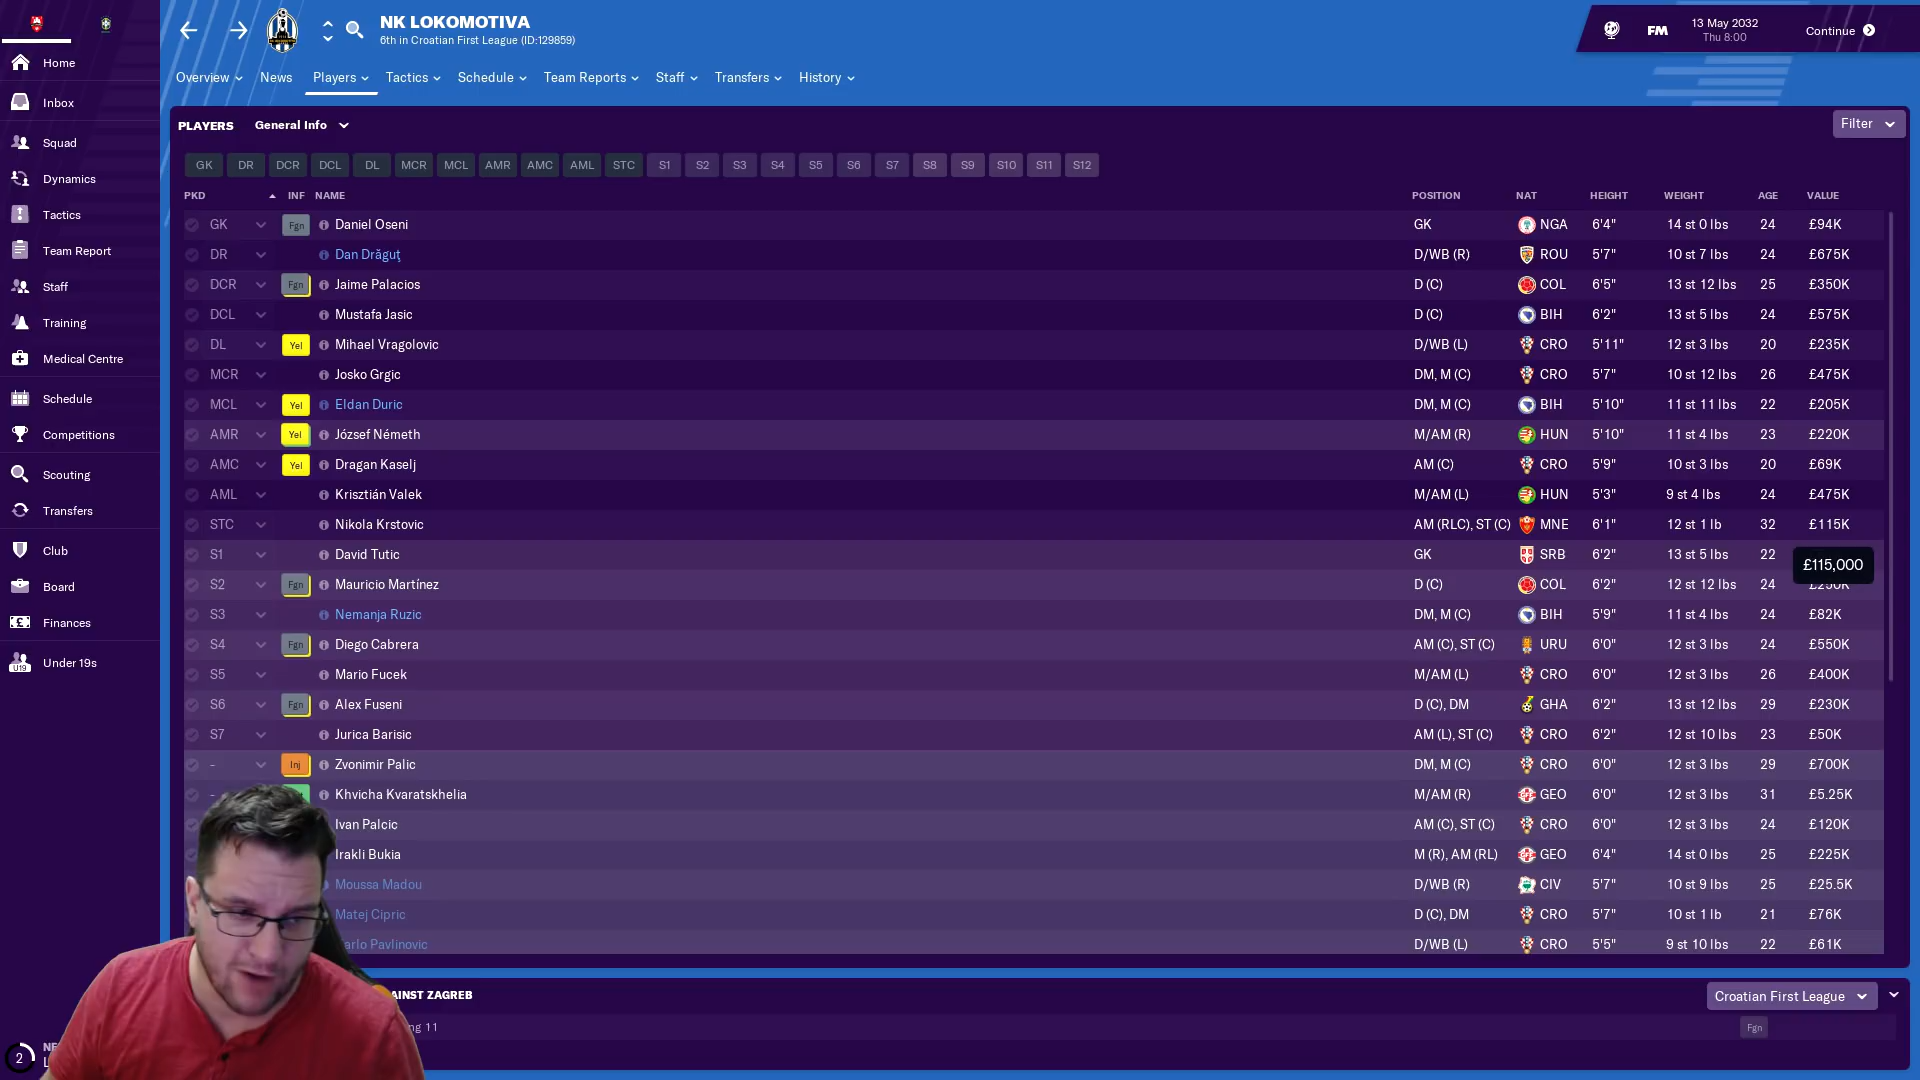 NK LOKOMOTIVA
6th in Croatian First League (ID:129859)
13 May 2032
Thu 8:00
FM
Continue
Overview News Players Tactics Schedule Team Reports Staff Transfers History
Home
Inbox
Squad
Dynamics
Tactics
Team Report
Staff
Training
Medical Centre
Schedule
Competitions
Scouting
Transfers
Club
Board
Finances
U19 Under 19s
PLAYERS General Info Filter
GK DR DCR DCL DL MCR MCL AMR AMC AML STC S1 S2 S3 S4 S5 S6 S7 S8 S9 S10 S11 S12
PKD INF NAME POSITION NAT HEIGHT WEIGHT AGE VALUE
GK Fgn Daniel Oseni GK NGA 6'4" 14 st 0 lbs 24 £94K
DR Dan Drăguţ D/WB (R) ROU 5'7" 10 st 7 lbs 24 £675K
DCR Fgn Jaime Palacios D (C) COL 6'5" 13 st 12 lbs 25 £350K
DCL Mustafa Jasic D (C) BIH 6'2" 13 st 5 lbs 24 £575K
DL Yel Mihael Vragolovic D/WB (L) CRO 5'11" 12 st 3 lbs 20 £235K
MCR Josko Grgic DM, M (C) CRO 5'7" 10 st 12 lbs 26 £475K
MCL Yel Eldan Duric DM, M (C) BIH 5'10" 11 st 11 lbs 22 £205K
AMR Yel József Németh M/AM (R) HUN 5'10" 11 st 4 lbs 23 £220K
AMC Yel Dragan Kaselj AM (C) CRO 5'9" 10 st 3 lbs 20 £69K
AML Krisztián Valek M/AM (L) HUN 5'3" 9 st 4 lbs 24 £475K
STC Nikola Krstovic AM (RLC), ST (C) MNE 6'1" 12 st 1 lb 32 £115K
S1 David Tutic GK SRB 6'2" 13 st 5 lbs 22
£115,000
S2 Fgn Mauricio Martínez D (C) COL 6'2" 12 st 12 lbs 24
S3 Nemanja Ruzic DM, M (C) BIH 5'9" 11 st 4 lbs 24 £82K
S4 Fgn Diego Cabrera AM (C), ST (C) URU 6'0" 12 st 3 lbs 24 £550K
S5 Mario Fucek M/AM (L) CRO 6'0" 12 st 3 lbs 26 £400K
S6 Fgn Alex Fuseni D (C), DM GHA 6'2" 13 st 12 lbs 29 £230K
S7 Jurica Barisic AM (L), ST (C) CRO 6'2" 12 st 10 lbs 23 £50K
- Inj Zvonimir Palic DM, M (C) CRO 6'0" 12 st 3 lbs 29 £700K
- Khvicha Kvaratskhelia M/AM (R) GEO 6'0" 12 st 3 lbs 31 £5.25K
Ivan Palcic AM (C), ST (C) CRO 6'0" 12 st 3 lbs 24 £120K
Irakli Bukia M (R), AM (RL) GEO 6'4" 14 st 0 lbs 25 £225K
Moussa Madou D/WB (R) CIV 5'7" 10 st 9 lbs 25 £25.5K
Matej Cipric D (C), DM CRO 5'7" 10 st 1 lb 21 £76K
Pavlinovic D/WB (L) CRO 5'5" 9 st 10 lbs 22 £61K
ZAGREB Croatian First League
11 Fgn
2